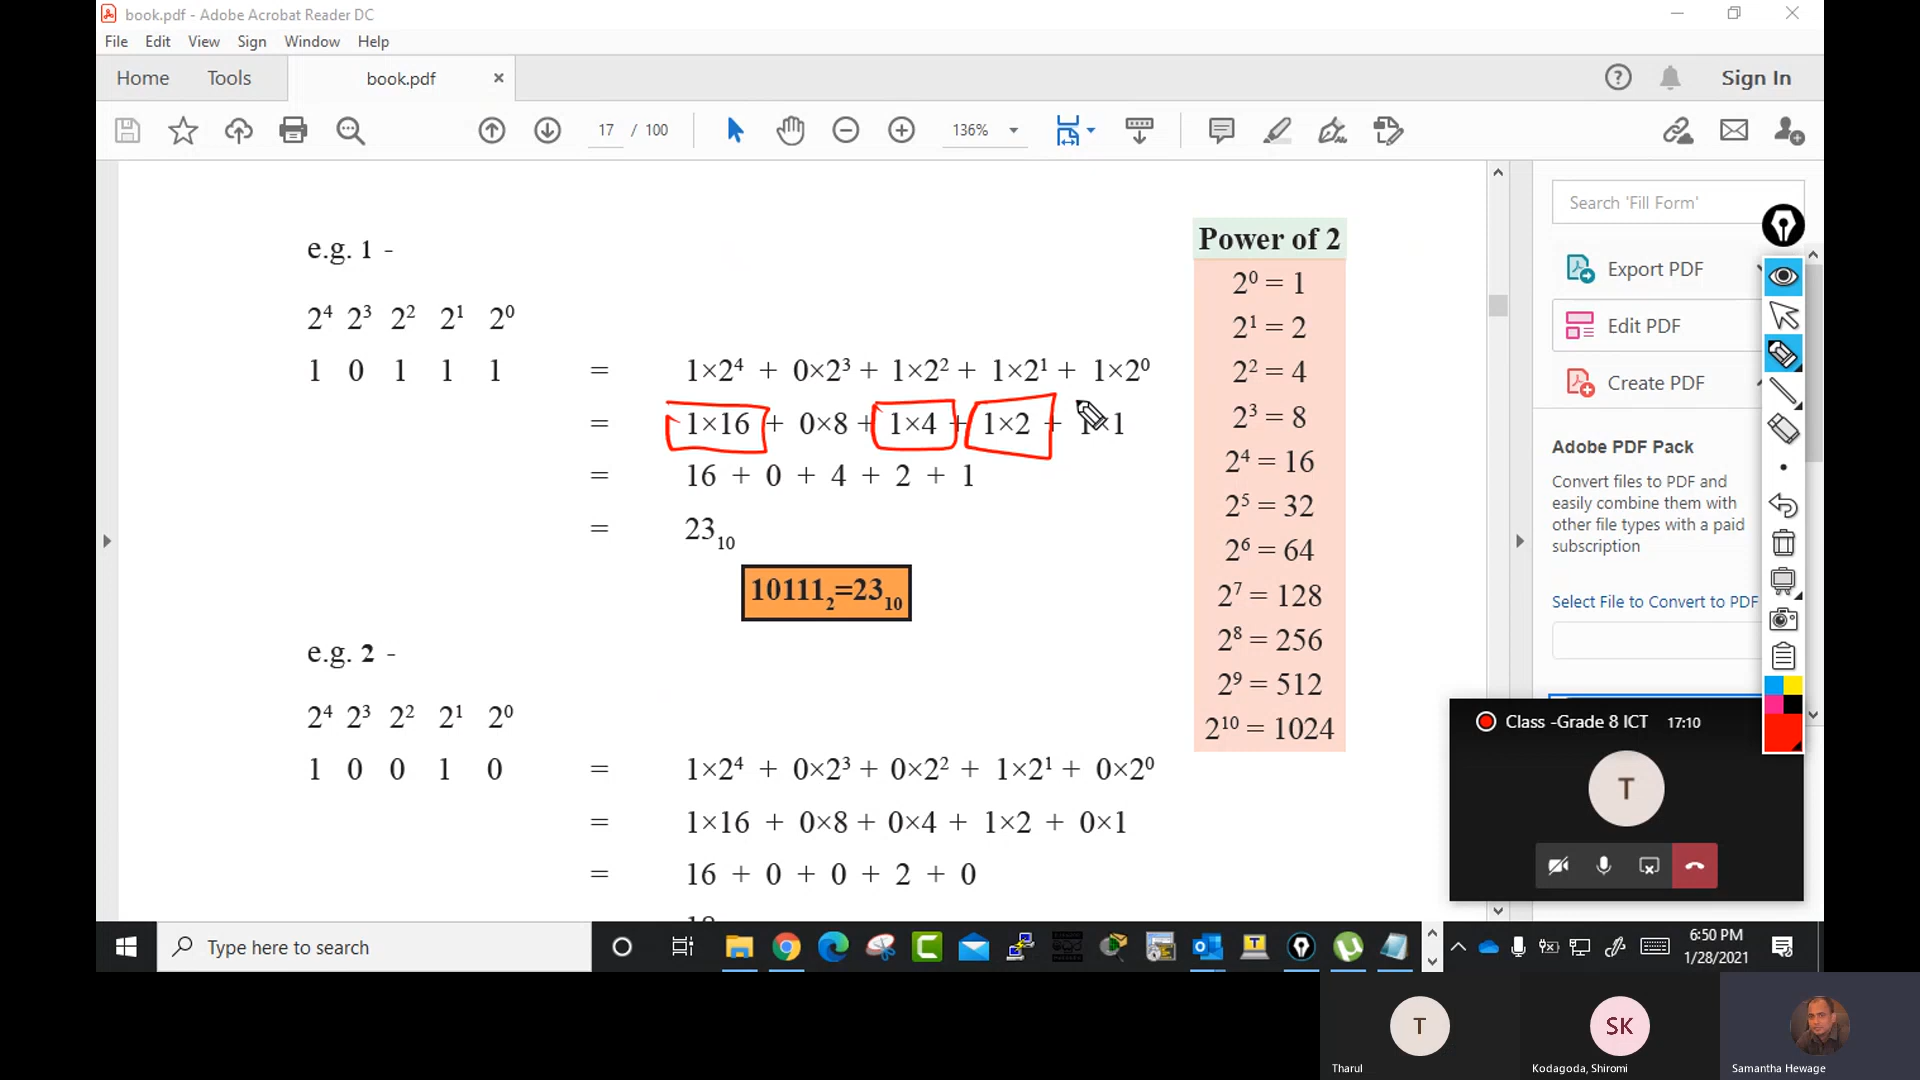 book.pdf - Adobe Acrobat Reader DC
File Edit View Sign Window Help
Home Tools book.pdf × Sign In
17 / 100 136%
e.g. 1 -
2⁴ 2³ 2² 2¹ 2⁰
1 0 1 1 1 = 1×2⁴ + 0×2³ + 1×2² + 1×2¹ + 1×2⁰
= 1×16 + 0×8 + 1×4 + 1×2 + 1×1
= 16 + 0 + 4 + 2 + 1
= 23₁₀
10111₂=23₁₀
e.g. 2 -
2⁴ 2³ 2² 2¹ 2⁰
1 0 0 1 0 = 1×2⁴ + 0×2³ + 0×2² + 1×2¹ + 0×2⁰
= 1×16 + 0×8 + 0×4 + 1×2 + 0×1
= 16 + 0 + 0 + 2 + 0
Power of 2
2⁰ = 1
2¹ = 2
2² = 4
2³ = 8
2⁴ = 16
2⁵ = 32
2⁶ = 64
2⁷ = 128
2⁸ = 256
2⁹ = 512
2¹⁰ = 1024
Search 'Fill Form'
Export PDF
Edit PDF
Create PDF
Adobe PDF Pack
Convert files to PDF and
easily combine them with
other file types with a paid
subscription
Select File to Convert to PDF
Class -Grade 8 ICT 17:10
T
Type here to search
6:50 PM
1/28/2021
T
SK
Tharul
Kodagoda, Shiromi
Samantha Hewage